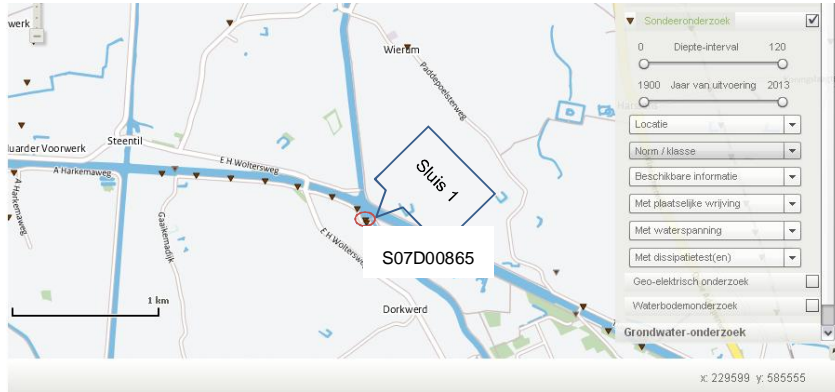 werk
Wierum
Paddepoelsterweg
Steentil
luarder Voorwerk
A Harkemaweg
A Harkemaweg
E H Woltersweg
Gaaikemadijk
E H Woltersweg
Sluis 1
S07D00865
1 km
Dorkwerd
Sondeeronderzoek
0 Diepte-interval 120
1900 Jaar van uitvoering 2013
Locatie
Norm / klasse
Beschikbare informatie
Met plaatselijke wrijving
Met waterspanning
Met dissipatietest(en)
Geo-elektrisch onderzoek
Waterbodemonderzoek
Grondwater-onderzoek
x: 229599 y: 585555